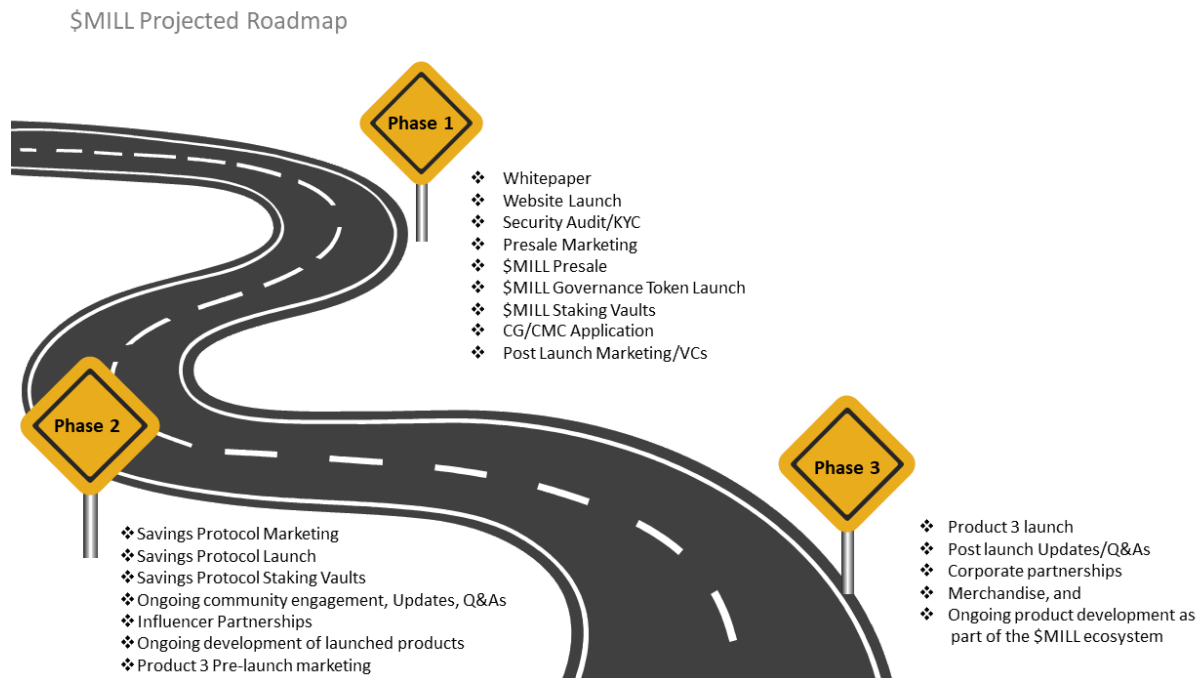 $MILL Projected Roadmap
Phase 1
❖ Whitepaper
❖ Website Launch
❖ Security Audit/KYC
❖ Presale Marketing
❖ $MILL Presale
❖ $MILL Governance Token Launch
❖ $MILL Staking Vaults
❖ CG/CMC Application
❖ Post Launch Marketing/VCs
Phase 2
❖ Savings Protocol Marketing
❖ Savings Protocol Launch
❖ Savings Protocol Staking Vaults
❖ Ongoing community engagement, Updates, Q&As
❖ Influencer Partnerships
❖ Ongoing development of launched products
❖ Product 3 Pre-launch marketing
Phase 3
❖ Product 3 launch
❖ Post launch Updates/Q&As
❖ Corporate partnerships
❖ Merchandise, and
❖ Ongoing product development as
part of the $MILL ecosystem